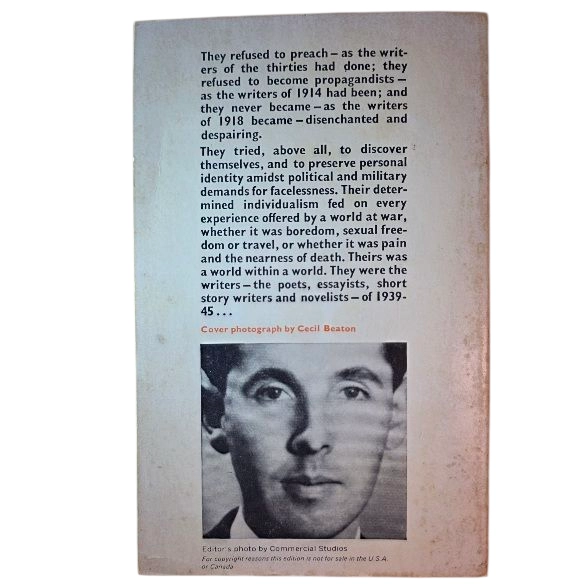 They refused to preach – as the writ-
ers of the thirties had done; they
refused to become propagandists –
as the writers of 1914 had been; and
they never became – as the writers
of 1918 became – disenchanted and
despairing.
They tried, above all, to discover
themselves, and to preserve personal
identity amidst political and military
demands for facelessness. Their deter-
mined individualism fed on every
experience offered by a world at war,
whether it was boredom, sexual free-
dom or travel, or whether it was pain
and the nearness of death. Theirs was
a world within a world. They were the
writers – the poets, essayists, short
story writers and novelists – of 1939-
45 . . .
Cover photograph by Cecil Beaton
Editor's photo by Commercial Studios
For copyright reasons this edition is not for sale in the U.S.A.
or Canada